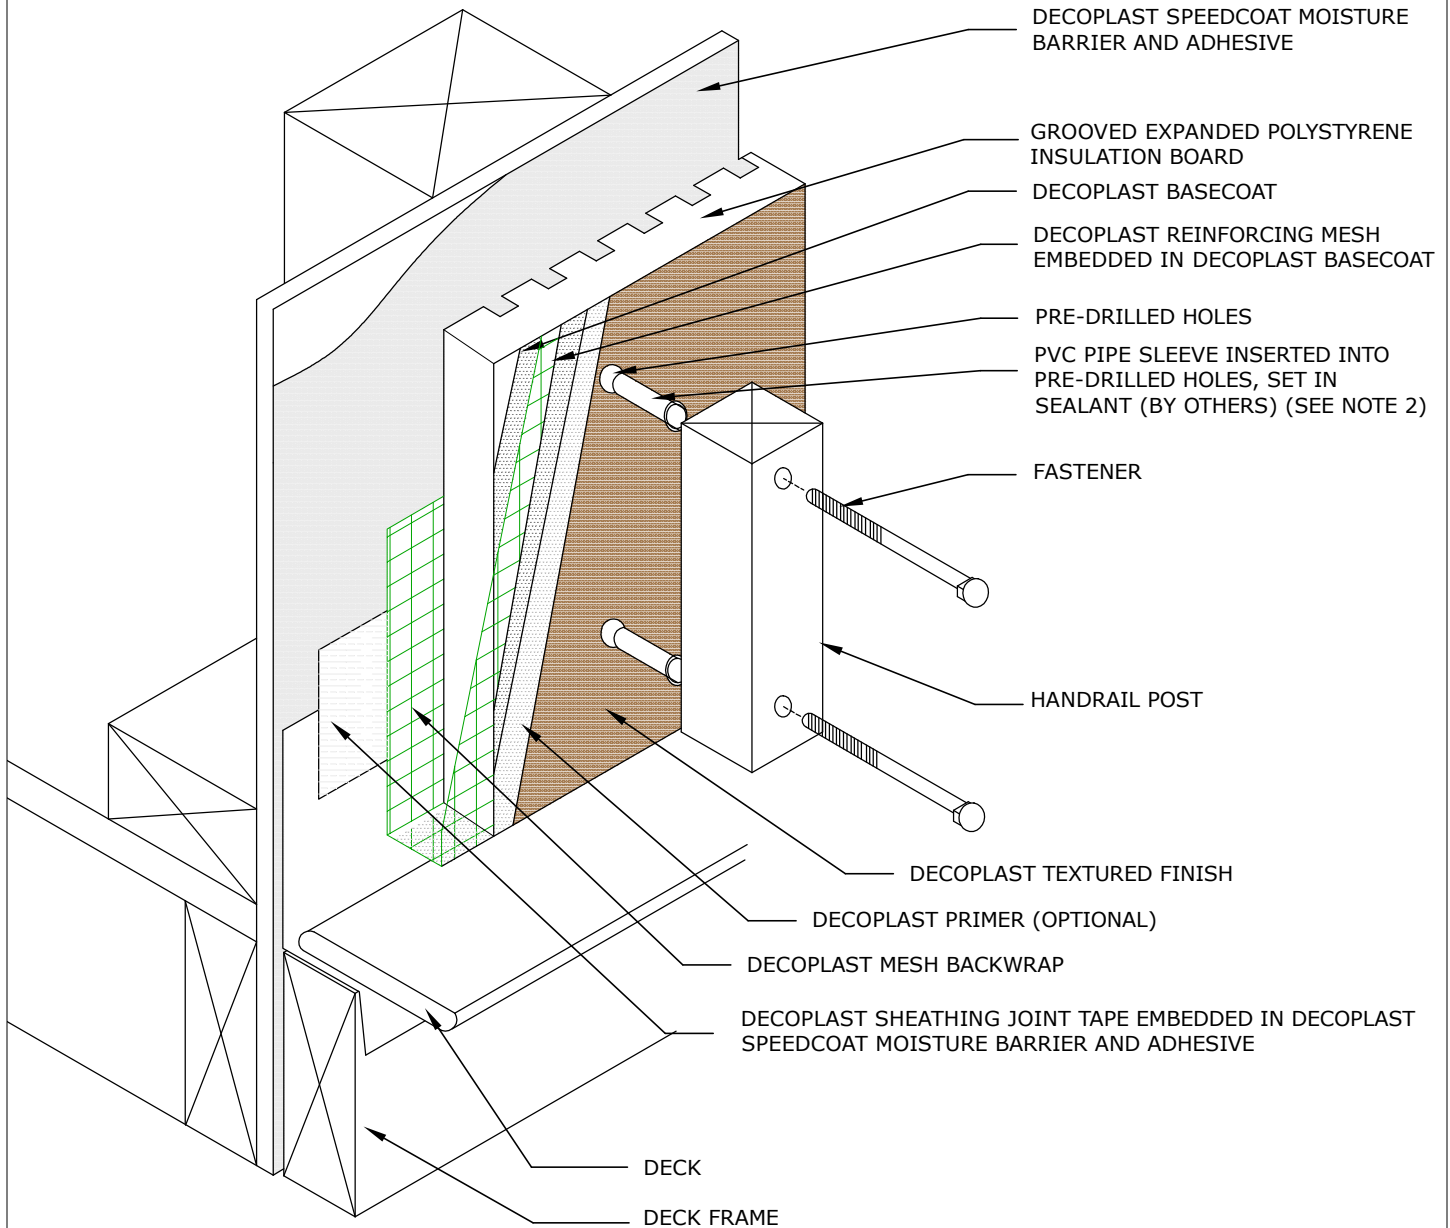 DECOPLAST SPEEDCOAT MOISTURE
BARRIER AND ADHESIVE
GROOVED EXPANDED POLYSTYRENE
INSULATION BOARD
DECOPLAST BASECOAT
DECOPLAST REINFORCING MESH
EMBEDDED IN DECOPLAST BASECOAT
PRE-DRILLED HOLES
PVC PIPE SLEEVE INSERTED INTO
PRE-DRILLED HOLES, SET IN
SEALANT (BY OTHERS) (SEE NOTE 2)
FASTENER
HANDRAIL POST
DECOPLAST TEXTURED FINISH
DECOPLAST PRIMER (OPTIONAL)
DECOPLAST MESH BACKWRAP
DECOPLAST SHEATHING JOINT TAPE EMBEDDED IN DECOPLAST
SPEEDCOAT MOISTURE BARRIER AND ADHESIVE
DECK
DECK FRAME